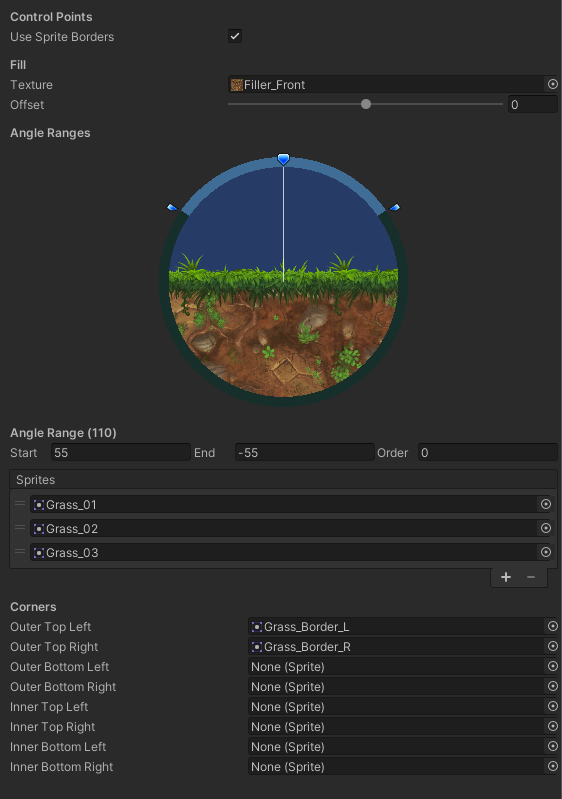 Control Points
Use Sprite Borders
Fill
Texture Filler_Front
Offset 0
Angle Ranges
Angle Range (110)
Start 55 End -55 Order 0
Sprites
Grass_01
Grass_02
Grass_03
Corners
Outer Top Left Grass_Border_L
Outer Top Right Grass_Border_R
Outer Bottom Left None (Sprite)
Outer Bottom Right None (Sprite)
Inner Top Left None (Sprite)
Inner Top Right None (Sprite)
Inner Bottom Left None (Sprite)
Inner Bottom Right None (Sprite)